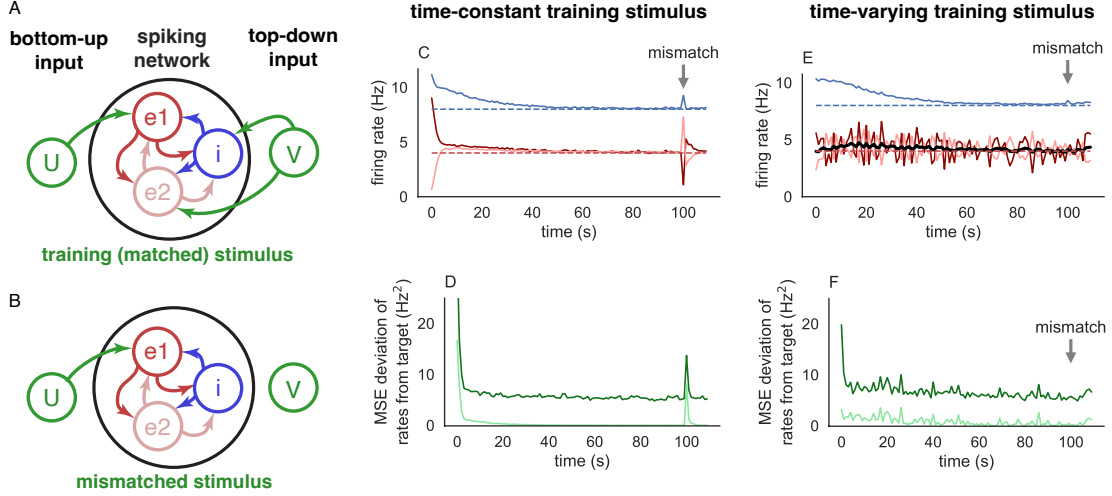 A
bottom-up
input
spiking
network
top-down
input
e1
i
e2
U
V
training (matched) stimulus
B
e1
i
e2
U
V
mismatched stimulus
time-constant training stimulus
C
mismatch
firing rate (Hz)
10
5
0
0 20 40 60 80 100
time (s)
D
MSE deviation of
rates from target (Hz²)
20
10
0
0 20 40 60 80 100
time (s)
time-varying training stimulus
E
mismatch
firing rate (Hz)
10
5
0
0 20 40 60 80 100
time (s)
F
mismatch
MSE deviation of
rates from target (Hz²)
20
10
0
0 20 40 60 80 100
time (s)